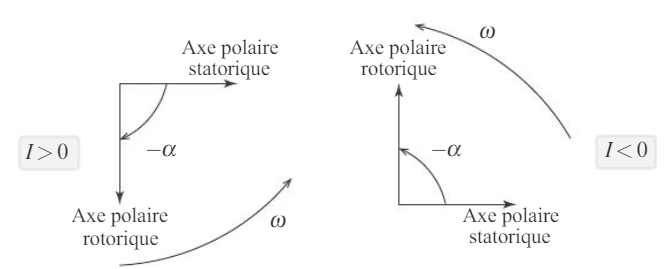 Axe polaire
statorique
I > 0
−α
Axe polaire
rotorique
ω
Axe polaire
rotorique
ω
−α
I < 0
Axe polaire
statorique